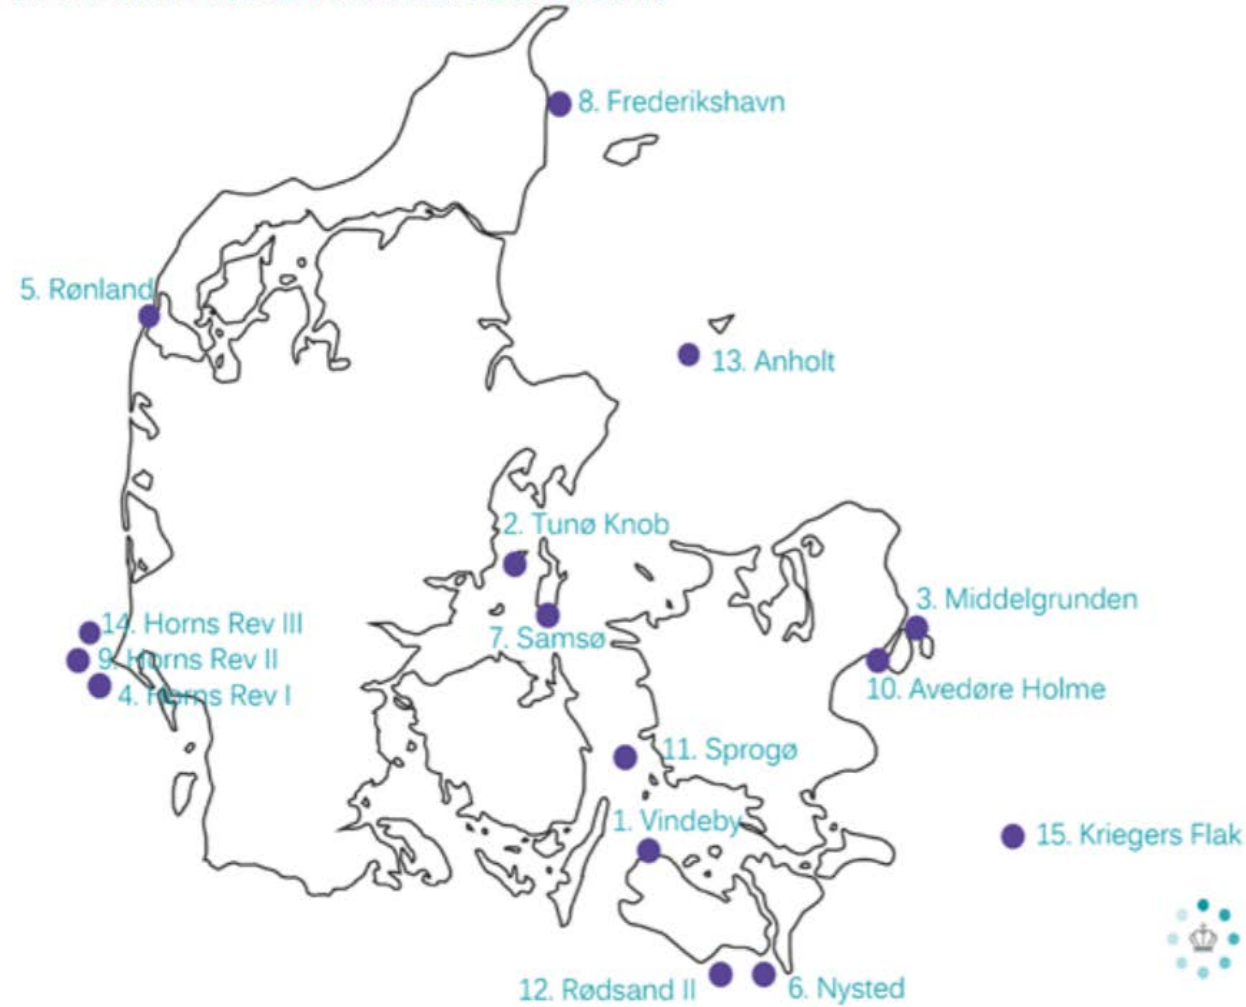 8. Frederikshavn
5. Rønland
13. Anholt
2. Tunø Knob
3. Middelgrunden
14. Horns Rev III
7. Samsø
9. Horns Rev II
10. Avedøre Holme
4. Horns Rev I
11. Sprogø
1. Vindeby
15. Kriegers Flak
12. Rødsand II
6. Nysted